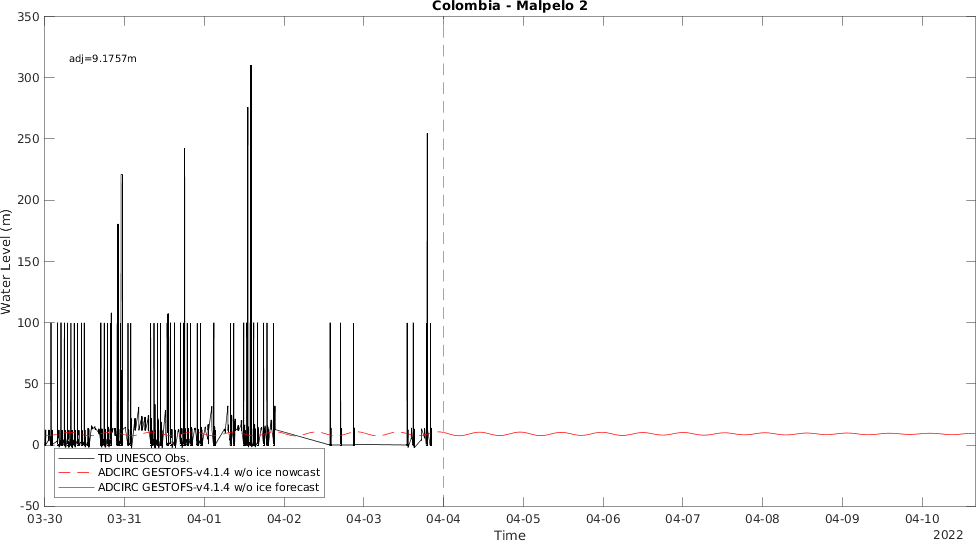 Colombia - Malpelo 2
adj=9.1757m
350
300
250
200
150
100
50
0
-50
Water Level (m)
TD UNESCO Obs.
ADCIRC GESTOFS-v4.1.4 w/o ice nowcast
ADCIRC GESTOFS-v4.1.4 w/o ice forecast
03-30 03-31 04-01 04-02 04-03 04-04 04-05 04-06 04-07 04-08 04-09 04-10
Time
2022